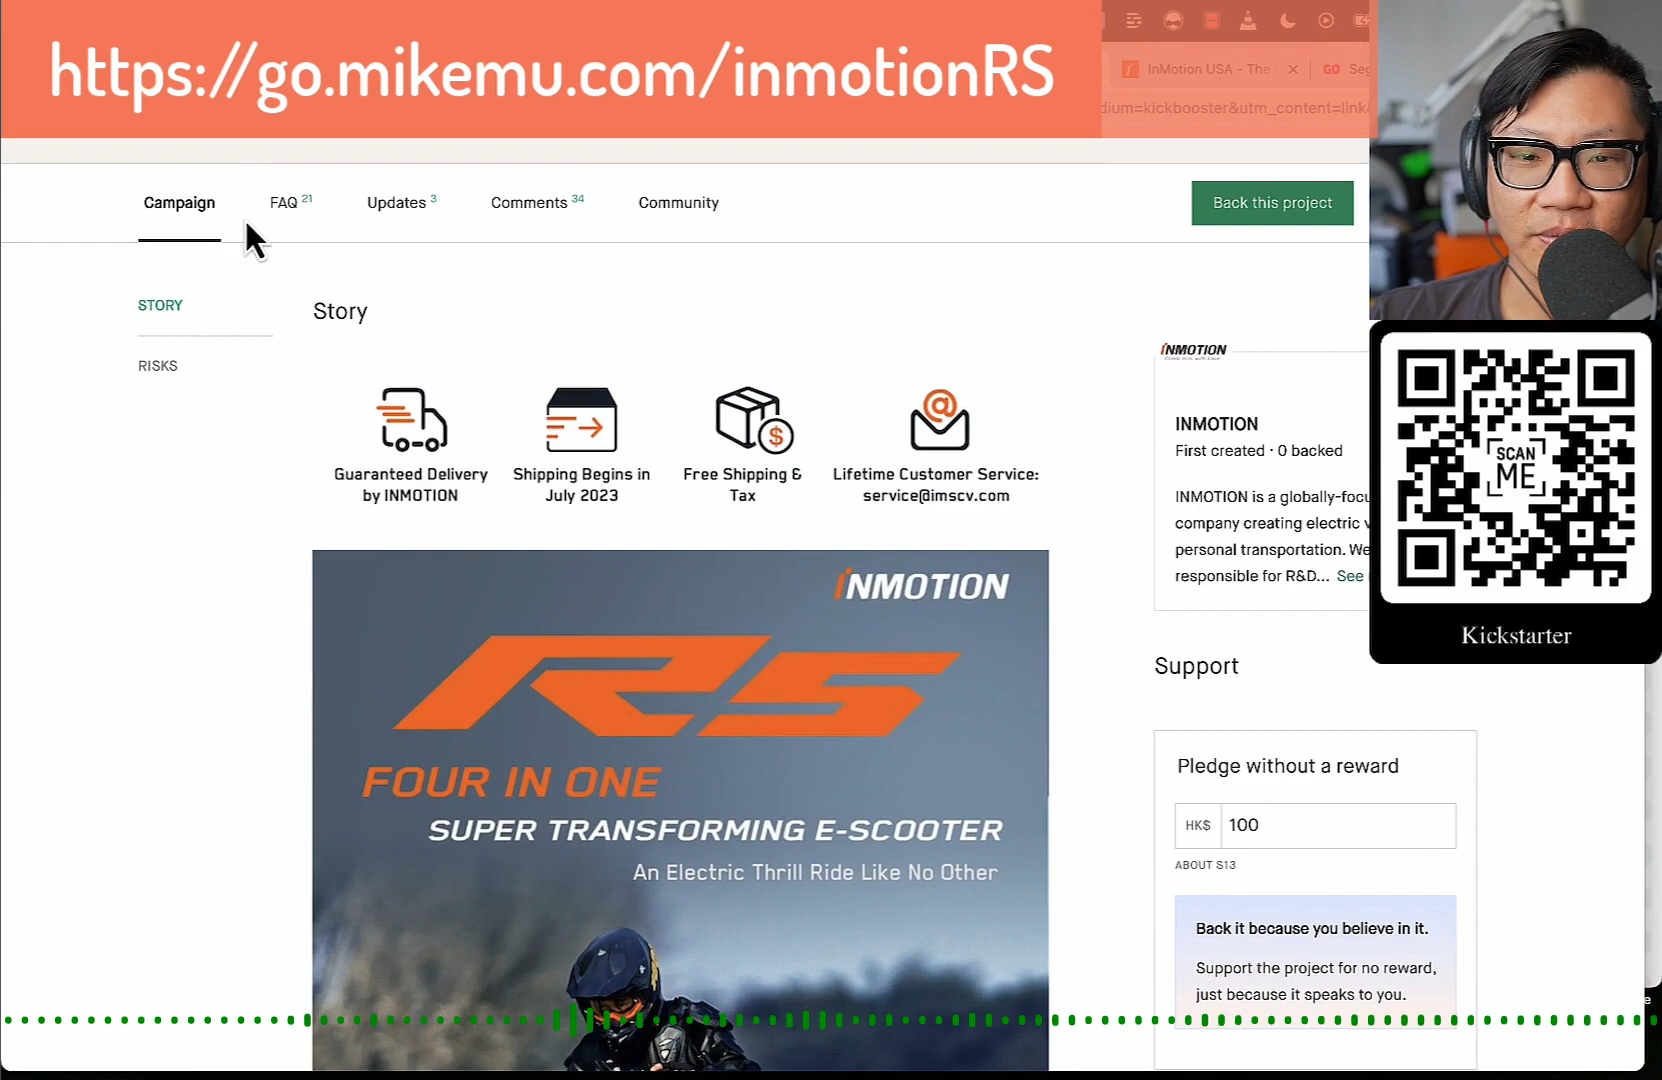 https://go.mikemu.com/inmotionRS
InMotion USA - The
GO
dium=kickbooster&utm_content=link
Campaign
FAQ 21
Updates 3
Comments 34
Community
Back this project
STORY
RISKS
Story
Guaranteed Delivery
by INMOTION
Shipping Begins in
July 2023
$
Free Shipping &
Tax
@
Lifetime Customer Service:
service@imscv.com
INMOTION
INMOTION
First created · 0 backed
INMOTION is a globally-focu
company creating electric v
personal transportation. We
responsible for R&D... See
SCAN
ME
Kickstarter
INMOTION
RS
FOUR IN ONE
SUPER TRANSFORMING E-SCOOTER
An Electric Thrill Ride Like No Other
Support
Pledge without a reward
HK$ 100
ABOUT $13
Back it because you believe in it.
Support the project for no reward,
just because it speaks to you.